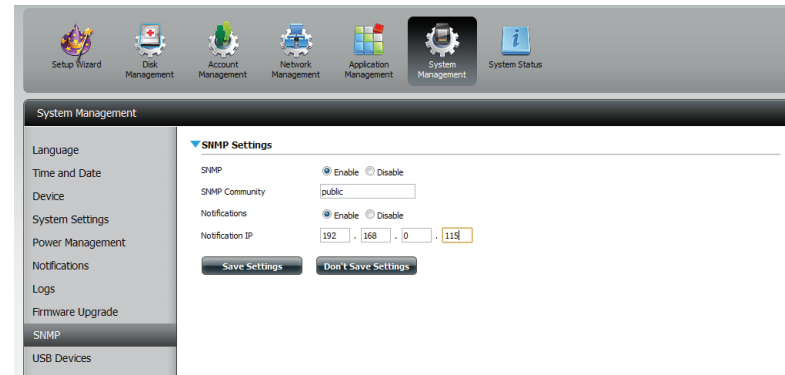 Setup Wizard
Disk Management
Account Management
Network Management
Application Management
System Management
System Status
System Management
Language
Time and Date
Device
System Settings
Power Management
Notifications
Logs
Firmware Upgrade
SNMP
USB Devices
SNMP Settings
SNMP Enable Disable
SNMP Community public
Notifications Enable Disable
Notification IP 192 . 168 . 0 . 115
Save Settings Don't Save Settings